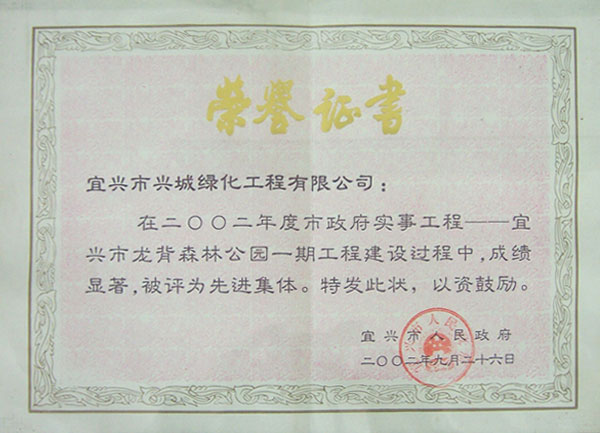 荣誉证书
宜兴市兴城绿化工程有限公司：
在二〇〇二年度市政府实事工程——宜
兴市龙背森林公园一期工程建设过程中，成绩
显著，被评为先进集体。特发此状，以资鼓励。
宜兴市人民政府
二〇〇二年九月二十六日